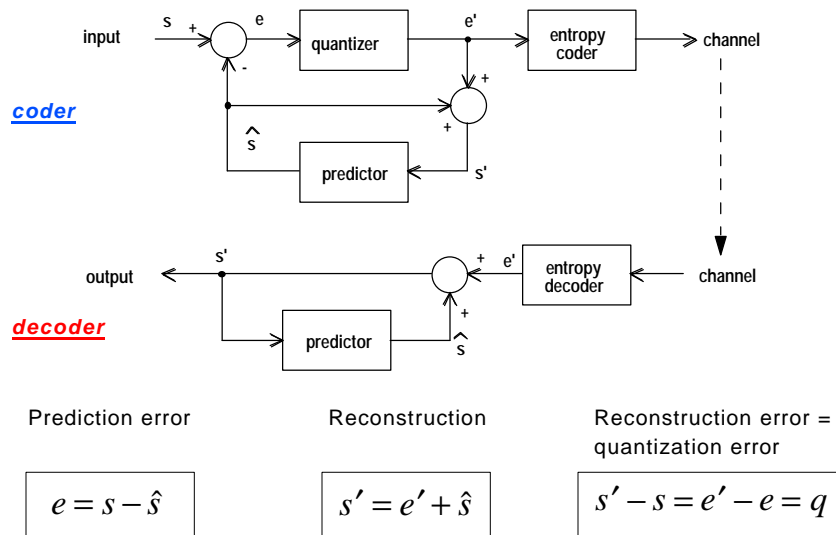 s + e e'
input quantizer entropy coder channel
-
+
coder
+
ŝ
predictor s'
s' + e'
output entropy decoder channel
+
decoder
predictor ŝ
Prediction error Reconstruction Reconstruction error =
quantization error
e = s − ŝ s′ = e′ + ŝ s′ − s = e′ − e = q